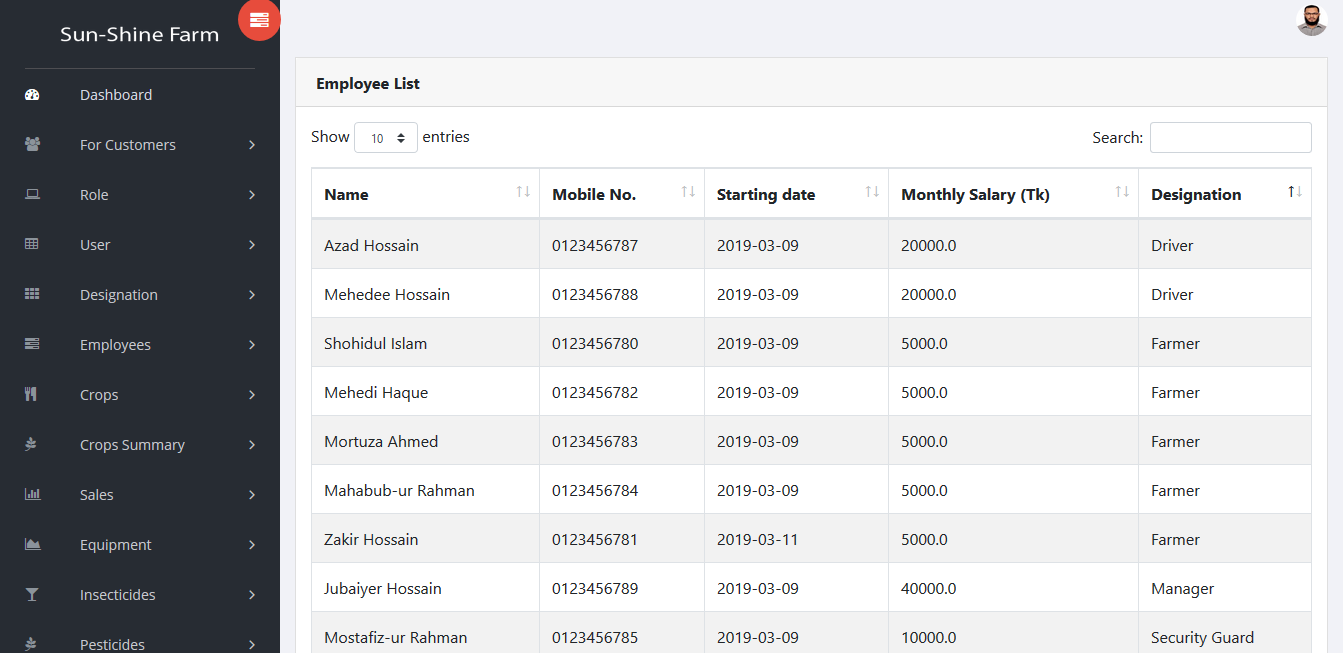 Sun-Shine Farm
Dashboard
For Customers
Role
User
Designation
Employees
Crops
Crops Summary
Sales
Equipment
Insecticides
Pesticides
Employee List
Show 10 entries
Search:
Name Mobile No. Starting date Monthly Salary (Tk) Designation
Azad Hossain 0123456787 2019-03-09 20000.0 Driver
Mehedee Hossain 0123456788 2019-03-09 20000.0 Driver
Shohidul Islam 0123456780 2019-03-09 5000.0 Farmer
Mehedi Haque 0123456782 2019-03-09 5000.0 Farmer
Mortuza Ahmed 0123456783 2019-03-09 5000.0 Farmer
Mahabub-ur Rahman 0123456784 2019-03-09 5000.0 Farmer
Zakir Hossain 0123456781 2019-03-11 5000.0 Farmer
Jubaiyer Hossain 0123456789 2019-03-09 40000.0 Manager
Mostafiz-ur Rahman 0123456785 2019-03-09 10000.0 Security Guard